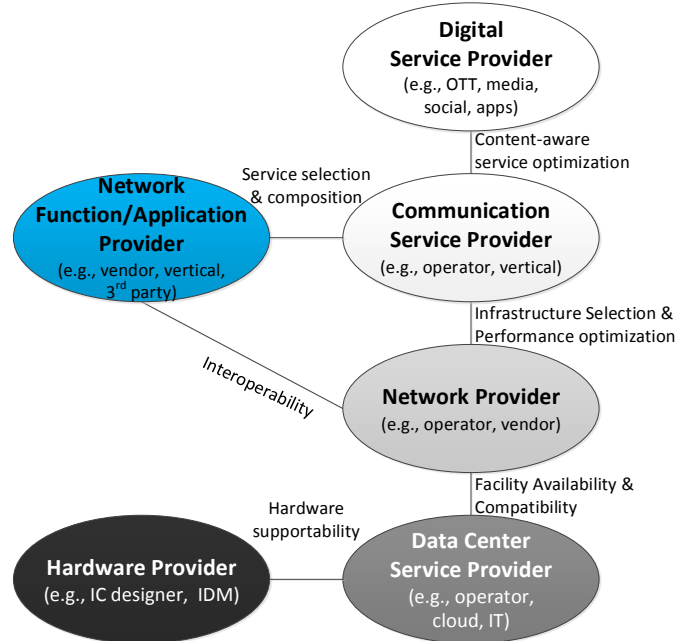 Digital
Service Provider
(e.g., OTT, media,
social, apps)
Content-aware
service optimization
Service selection
& composition
Network
Function/Application
Provider
(e.g., vendor, vertical,
3rd party)
Communication
Service Provider
(e.g., operator, vertical)
Infrastructure Selection &
Performance optimization
Interoperability
Network Provider
(e.g., operator, vendor)
Facility Availability &
Compatibility
Hardware
supportability
Hardware Provider
(e.g., IC designer, IDM)
Data Center
Service Provider
(e.g., operator,
cloud, IT)